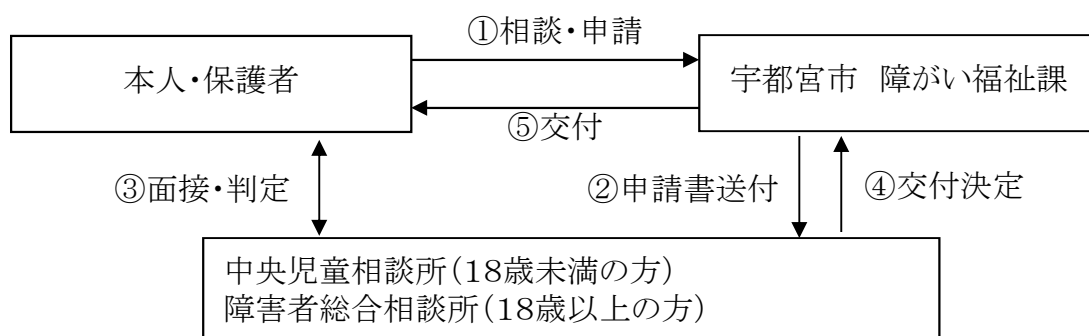 ①相談・申請
本人・保護者
宇都宮市 障がい福祉課
⑤交付
③面接・判定
②申請書送付
④交付決定
中央児童相談所(18歳未満の方)
障害者総合相談所(18歳以上の方)